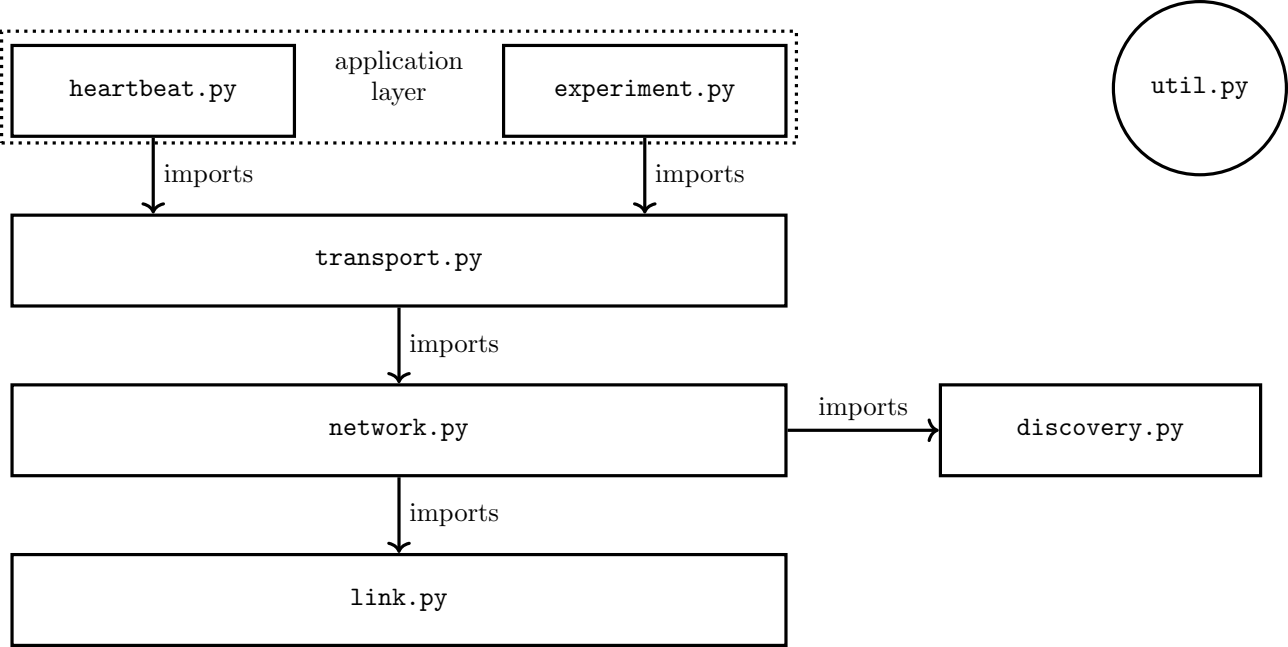 heartbeat.py
application
layer
experiment.py
util.py
imports
imports
transport.py
imports
network.py
imports
discovery.py
imports
link.py